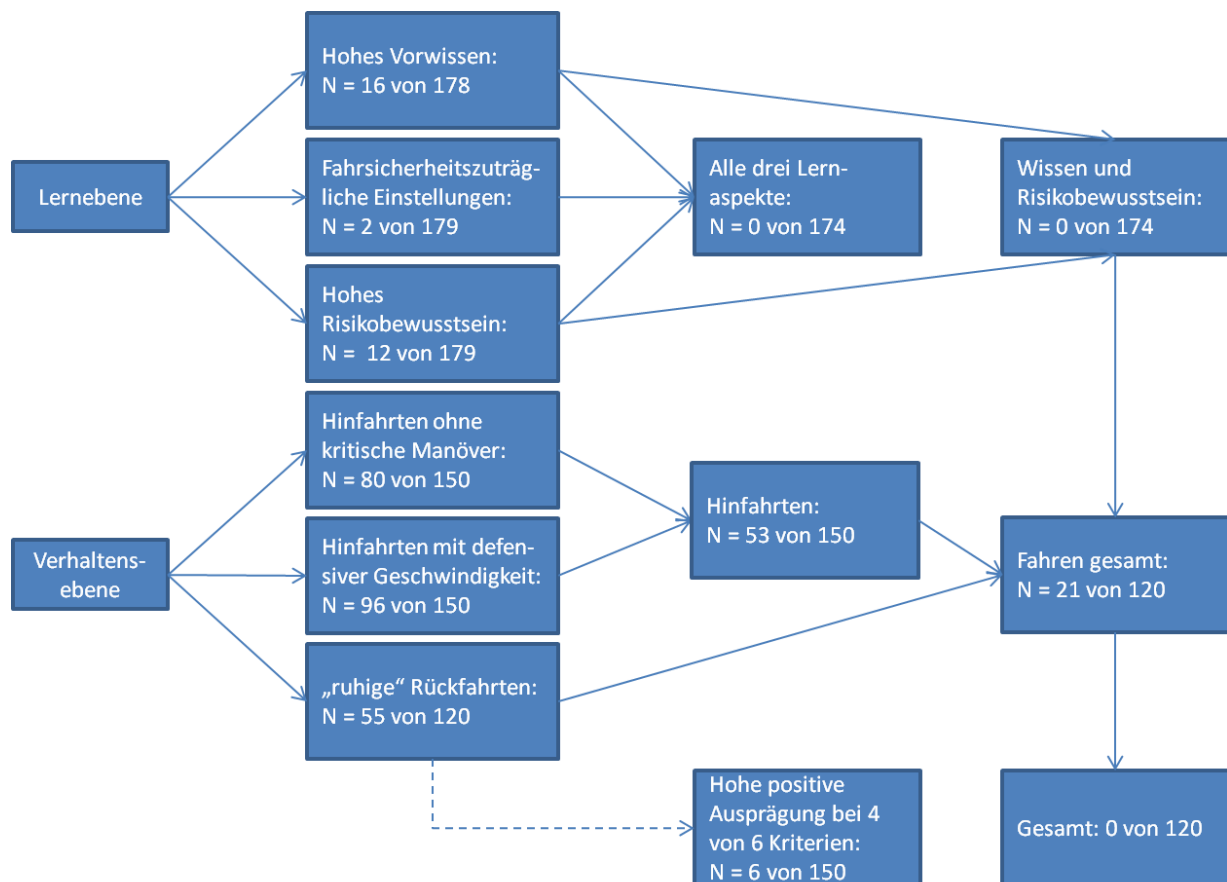 Lernebene
Hohes Vorwissen:
N = 16 von 178
Fahrsicherheitszuträg-
liche Einstellungen:
N = 2 von 179
Hohes
Risikobewusstsein:
N =  12 von 179
Alle drei Lern-
aspekte:
N = 0 von 174
Wissen und
Risikobewusstsein:
N = 0 von 174
Verhaltens-
ebene
Hinfahrten ohne
kritische Manöver:
N = 80 von 150
Hinfahrten mit defen-
siver Geschwindigkeit:
N = 96 von 150
„ruhige“ Rückfahrten:
N = 55 von 120
Hinfahrten:
N = 53 von 150
Fahren gesamt:
N = 21 von 120
Hohe positive
Ausprägung bei 4
von 6 Kriterien:
N = 6 von 150
Gesamt: 0 von 120